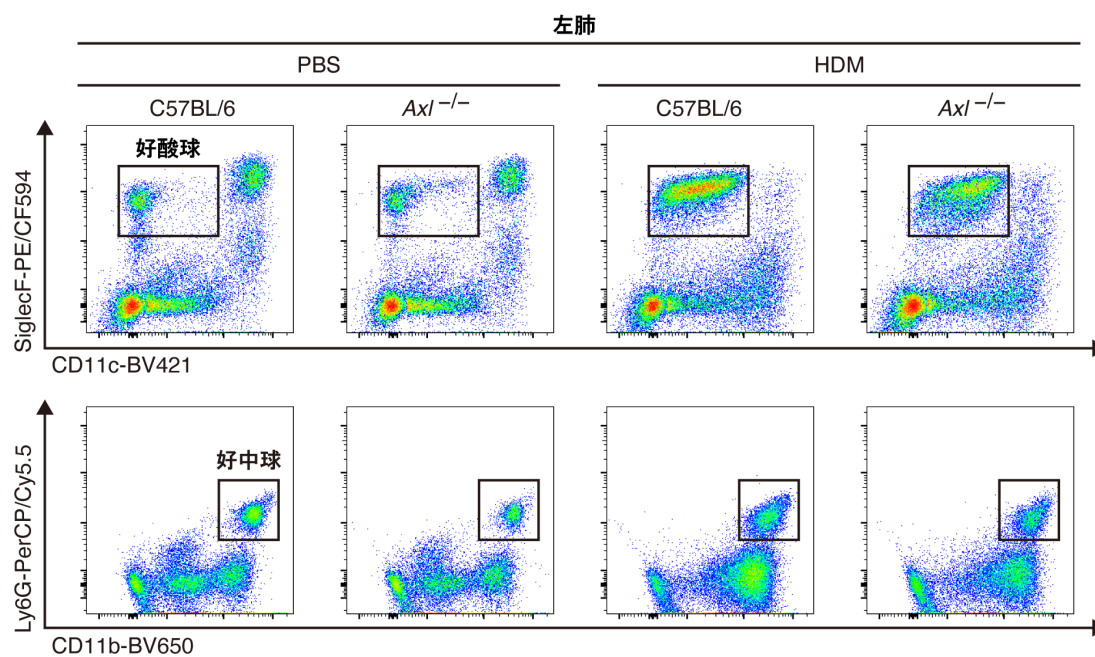 左肺
PBS
HDM
C57BL/6
Axl −/−
C57BL/6
Axl −/−
好酸球
SiglecF-PE/CF594
CD11c-BV421
好中球
Ly6G-PerCP/Cy5.5
CD11b-BV650